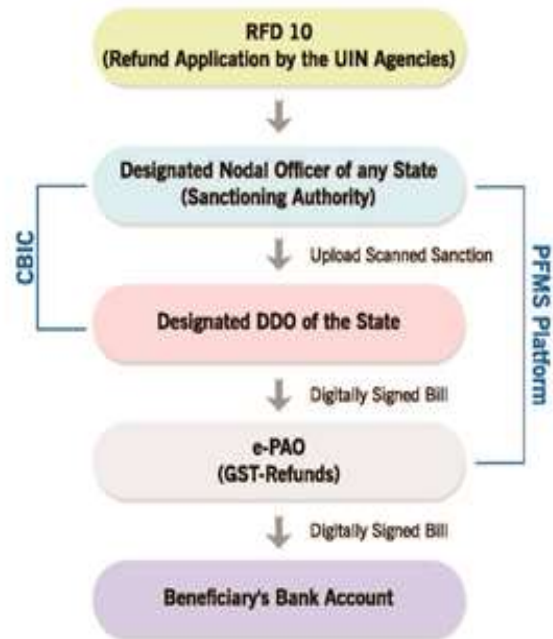 RFD 10
(Refund Application by the UIN Agencies)
Designated Nodal Officer of any State
(Sanctioning Authority)
CBIC
Upload Scanned Sanction
PFMS Platform
Designated DDO of the State
Digitally Signed Bill
e-PAO
(GST-Refunds)
Digitally Signed Bill
Beneficiary's Bank Account